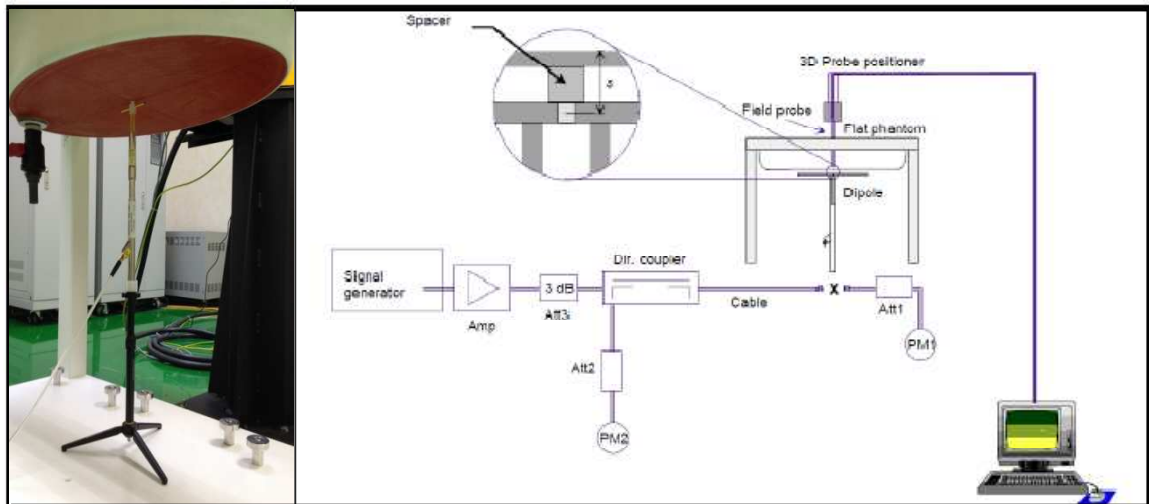 Spacer
s
3D Probe positioner
Field probe
Flat phantom
Dipole
Signal
generator
Amp
3 dB
Att3
Dir. coupler
Cable
X
Att1
PM1
Att2
PM2